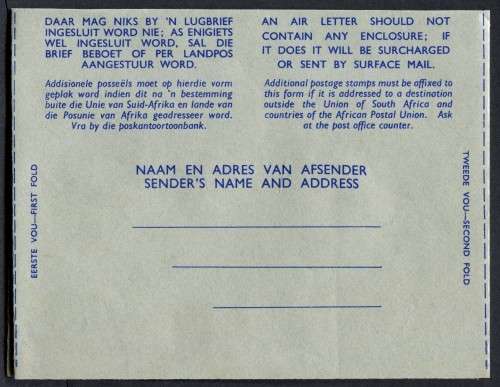 DAAR MAG NIKS BY 'N LUGBRIEF
INGESLUIT WORD NIE; AS ENIGIETS
WEL INGESLUIT WORD, SAL DIE
BRIEF BEBOET OF PER LANDPOS
AANGESTUUR WORD.
Addisionele posseëls moet op hierdie vorm
geplak word indien dit na 'n bestemming
buite die Unie van Suid-Afrika en lande van
die Posunie van Afrika geadresseer word.
Vra by die poskantoortoonbank.
AN AIR LETTER SHOULD NOT
CONTAIN ANY ENCLOSURE; IF
IT DOES IT WILL BE SURCHARGED
OR SENT BY SURFACE MAIL.
Additional postage stamps must be affixed to
this form if it is addressed to a destination
outside the Union of South Africa and
countries of the African Postal Union. Ask
at the post office counter.
EERSTE VOU—FIRST FOLD
NAAM EN ADRES VAN AFSENDER
SENDER'S NAME AND ADDRESS
TWEEDE VOU—SECOND FOLD